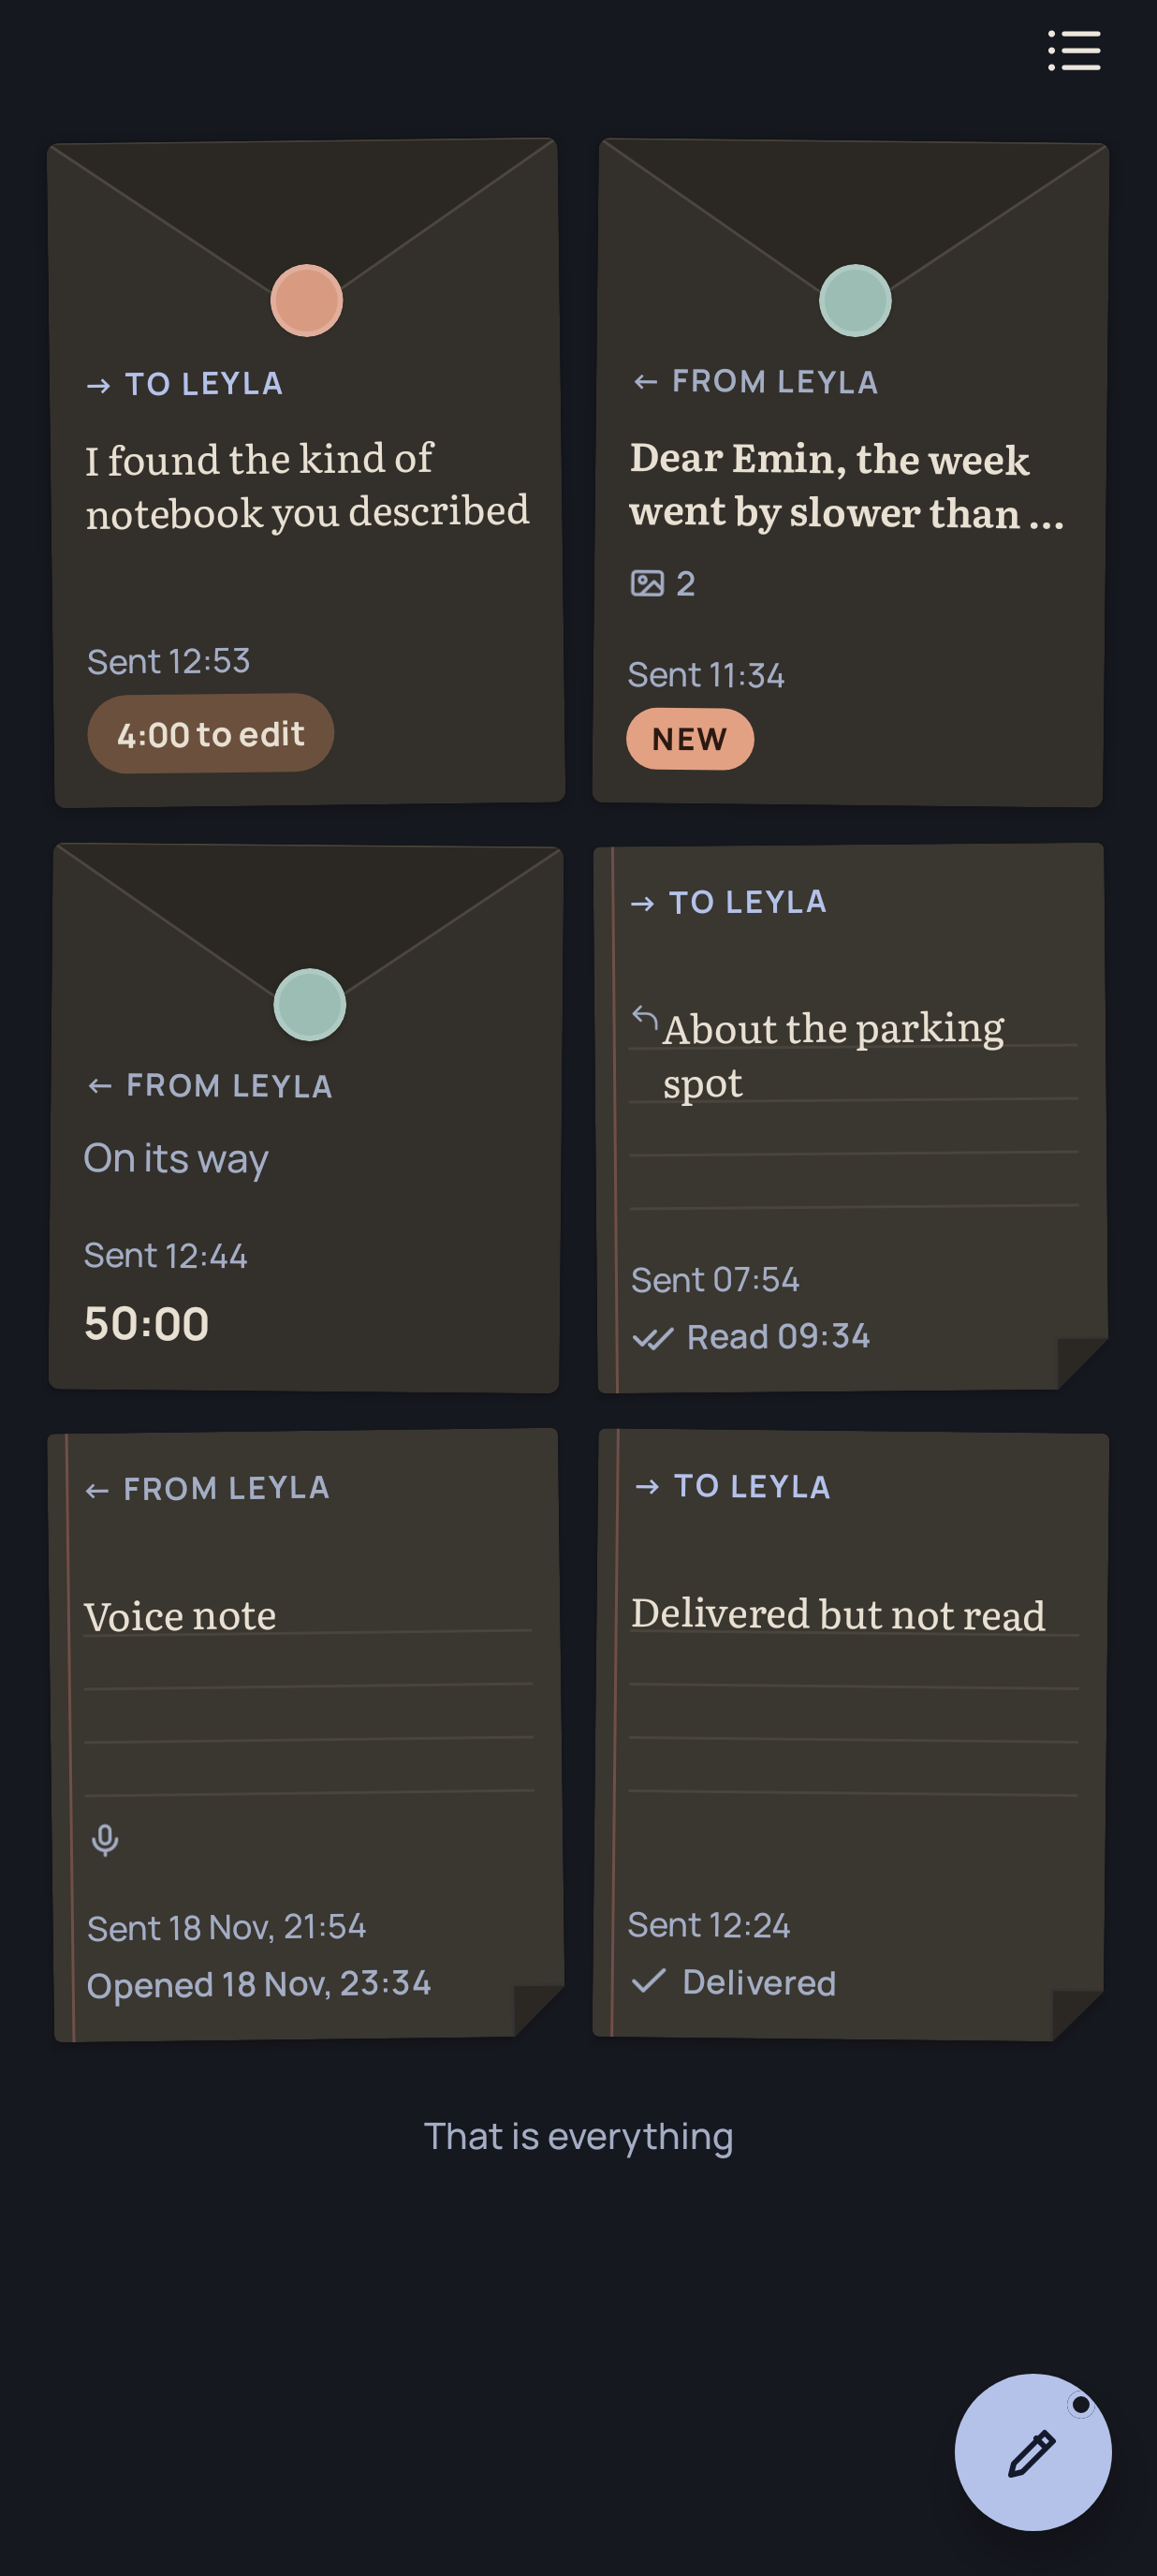 → TO LEYLA
I found the kind of
notebook you described
Sent 12:53
4:00 to edit
← FROM LEYLA
Dear Emin, the week
went by slower than ...
2
Sent 11:34
NEW
← FROM LEYLA
On its way
Sent 12:44
50:00
→ TO LEYLA
About the parking
spot
Sent 07:54
Read 09:34
← FROM LEYLA
Voice note
Sent 18 Nov, 21:54
Opened 18 Nov, 23:34
→ TO LEYLA
Delivered but not read
Sent 12:24
Delivered
That is everything